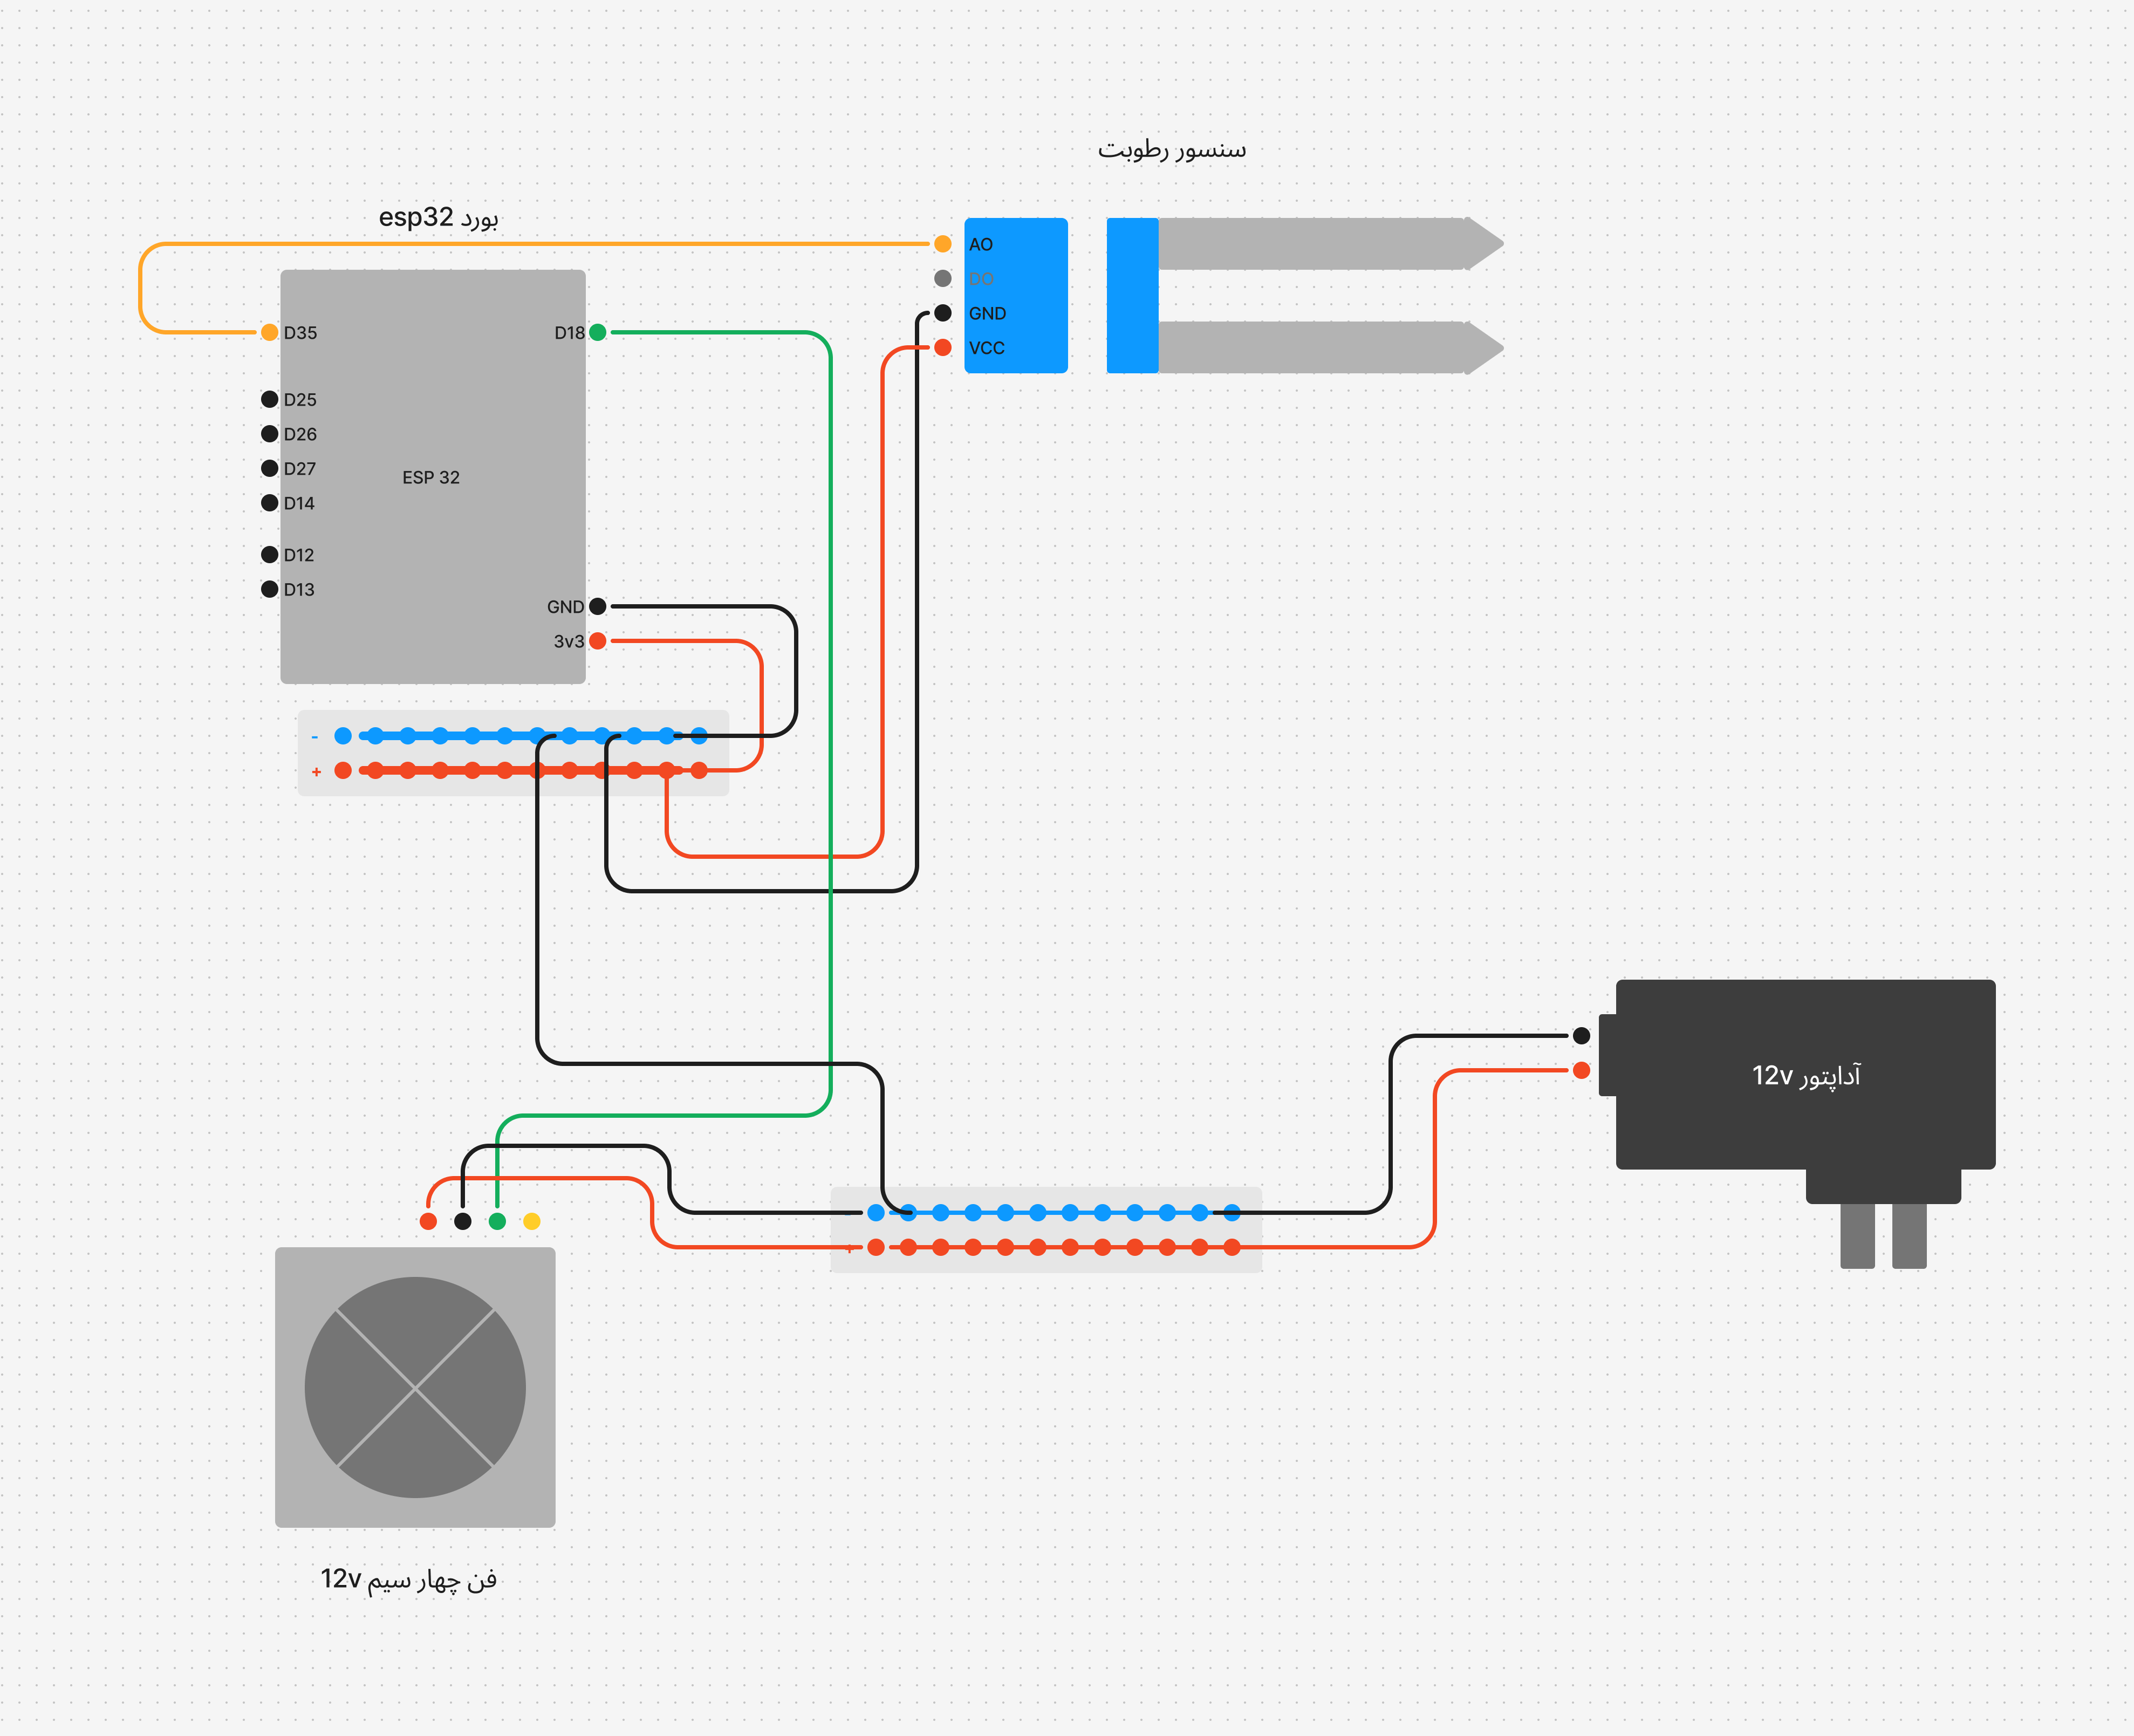 سنسور رطوبت
بورد esp32
AO
DO
GND
VCC
D35
D18
D25
D26
D27
D14
D12
D13
ESP 32
GND
3v3
-
+
آداپتور 12v
-
+
فن چهار سیم 12v